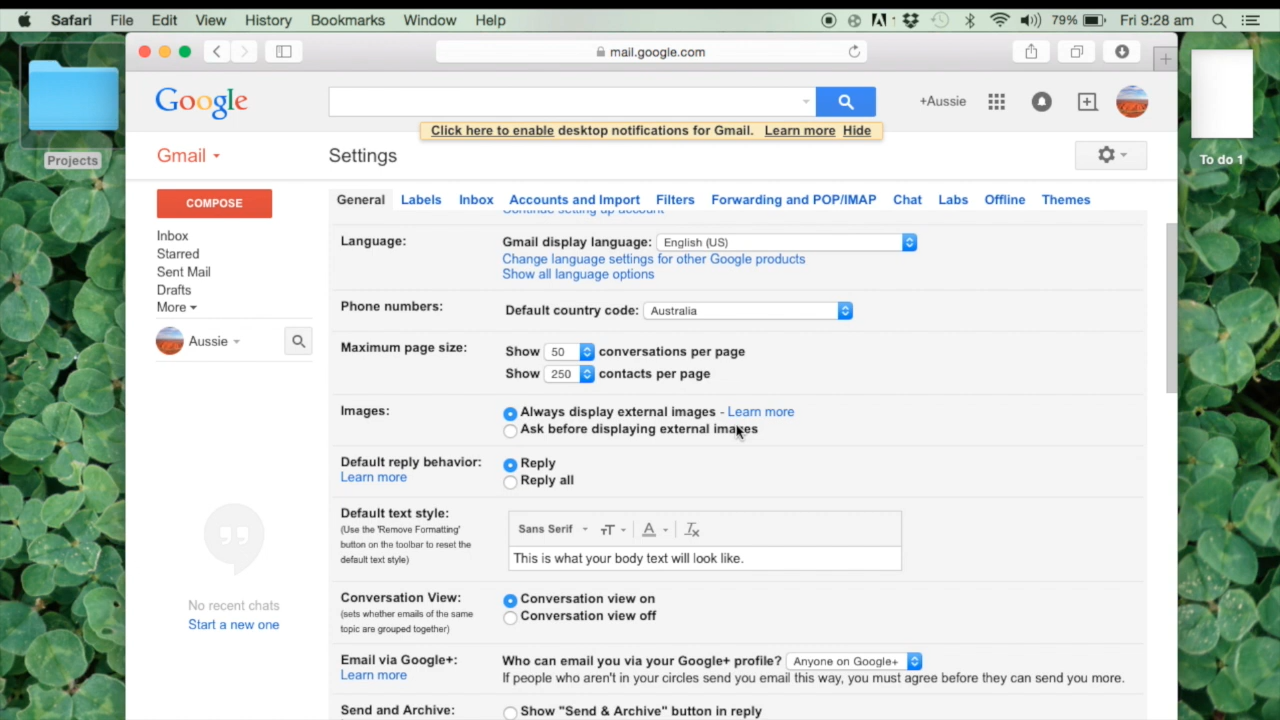 Safari File Edit View History Bookmarks Window Help 79% Fri 9:28 am
mail.google.com
Projects
To do 1
Google
+Aussie
Click here to enable desktop notifications for Gmail. Learn more Hide
Gmail
Settings
COMPOSE
Inbox
Starred
Sent Mail
Drafts
More
Aussie
No recent chats
Start a new one
General Labels Inbox Accounts and Import Filters Forwarding and POP/IMAP Chat Labs Offline Themes
Continue setting up account
Language: Gmail display language: English (US)
Change language settings for other Google products
Show all language options
Phone numbers: Default country code: Australia
Maximum page size: Show 50 conversations per page
Show 250 contacts per page
Images: Always display external images - Learn more
Ask before displaying external images
Default reply behavior: Reply
Learn more Reply all
Default text style:
(Use the 'Remove Formatting'
button on the toolbar to reset the
default text style)
Sans Serif
This is what your body text will look like.
Conversation View: Conversation view on
(sets whether emails of the same
topic are grouped together)
Conversation view off
Email via Google+: Who can email you via your Google+ profile? Anyone on Google+
Learn more If people who aren't in your circles send you email this way, you must agree before they can send you more.
Send and Archive: Show "Send & Archive" button in reply